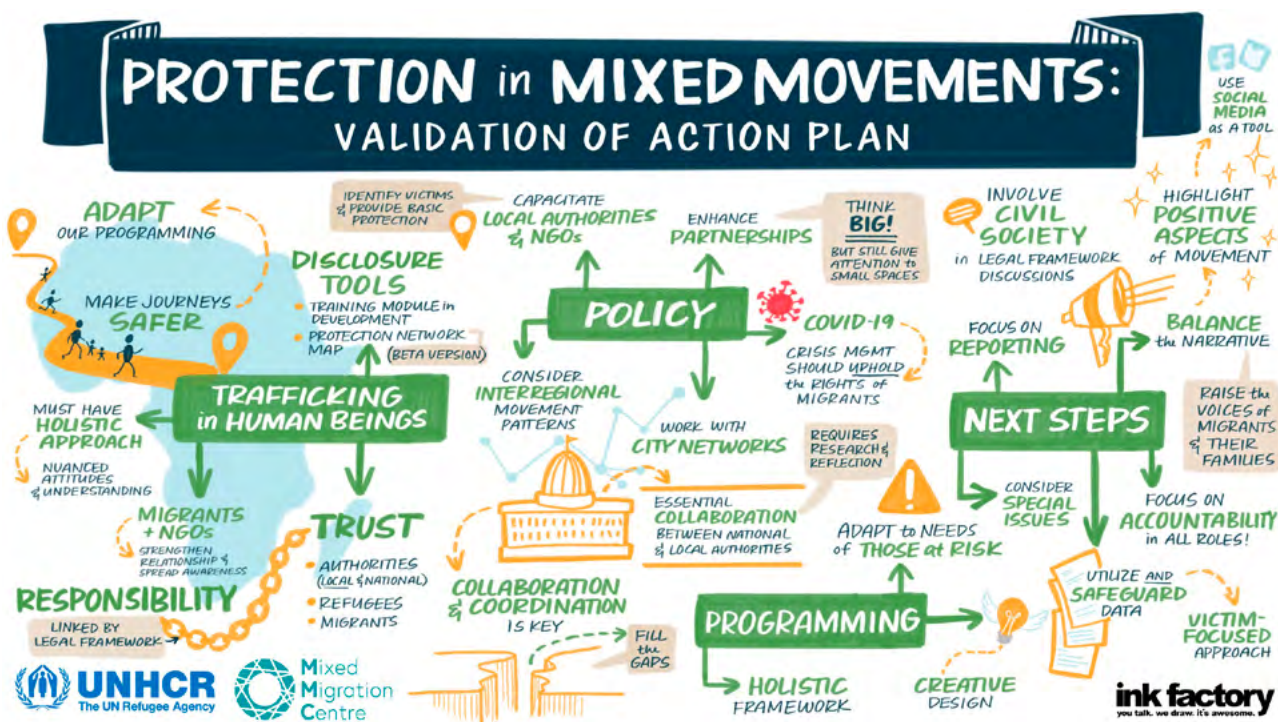 PROTECTION in MIXED MOVEMENTS:
VALIDATION OF ACTION PLAN
USE
SOCIAL
MEDIA
as A TOOL
ADAPT
OUR PROGRAMMING
MAKE JOURNEYS
SAFER
DISCLOSURE
TOOLS
TRAINING MODULE in
DEVELOPMENT
PROTECTION NETWORK
MAP
(BETA VERSION)
TRAFFICKING
in HUMAN BEINGS
MUST HAVE
HOLISTIC
APPROACH
NUANCED
ATTITUDES
& UNDERSTANDING
MIGRANTS
+ NGOs
STRENGTHEN
RELATIONSHIP &
SPREAD AWARENESS
TRUST
AUTHORITIES
(LOCAL & NATIONAL)
REFUGEES
MIGRANTS
RESPONSIBILITY
LINKED BY
LEGAL FRAMEWORK
IDENTIFY VICTIMS
& PROVIDE BASIC
PROTECTION
CAPACITATE
LOCAL AUTHORITIES
& NGOs
ENHANCE
PARTNERSHIPS
THINK
BIG!
BUT STILL GIVE
ATTENTION to
SMALL SPACES
POLICY
COVID-19
CRISIS MGMT
SHOULD UPHOLD
the RIGHTS of
MIGRANTS
CONSIDER
INTERREGIONAL
MOVEMENT
PATTERNS
WORK WITH
CITY NETWORKS
REQUIRES
RESEARCH &
REFLECTION
ESSENTIAL
COLLABORATION
BETWEEN NATIONAL
& LOCAL AUTHORITIES
COLLABORATION
& COORDINATION
IS KEY
FILL
the
GAPS
ADAPT to NEEDS
of THOSE at RISK
PROGRAMMING
HOLISTIC
FRAMEWORK
CREATIVE
DESIGN
INVOLVE
CIVIL
SOCIETY
in LEGAL FRAMEWORK
DISCUSSIONS
HIGHLIGHT
POSITIVE
ASPECTS
of MOVEMENT
FOCUS ON
REPORTING
BALANCE
the NARRATIVE
RAISE the
VOICES of
MIGRANTS
& THEIR
FAMILIES
NEXT STEPS
CONSIDER
SPECIAL
ISSUES
FOCUS ON
ACCOUNTABILITY
in ALL ROLES!
UTILIZE AND
SAFEGUARD
DATA
VICTIM-
FOCUSED
APPROACH
UNHCR
The UN Refugee Agency
Mixed
Migration
Centre
ink factory
you talk. we draw. it's awesome.